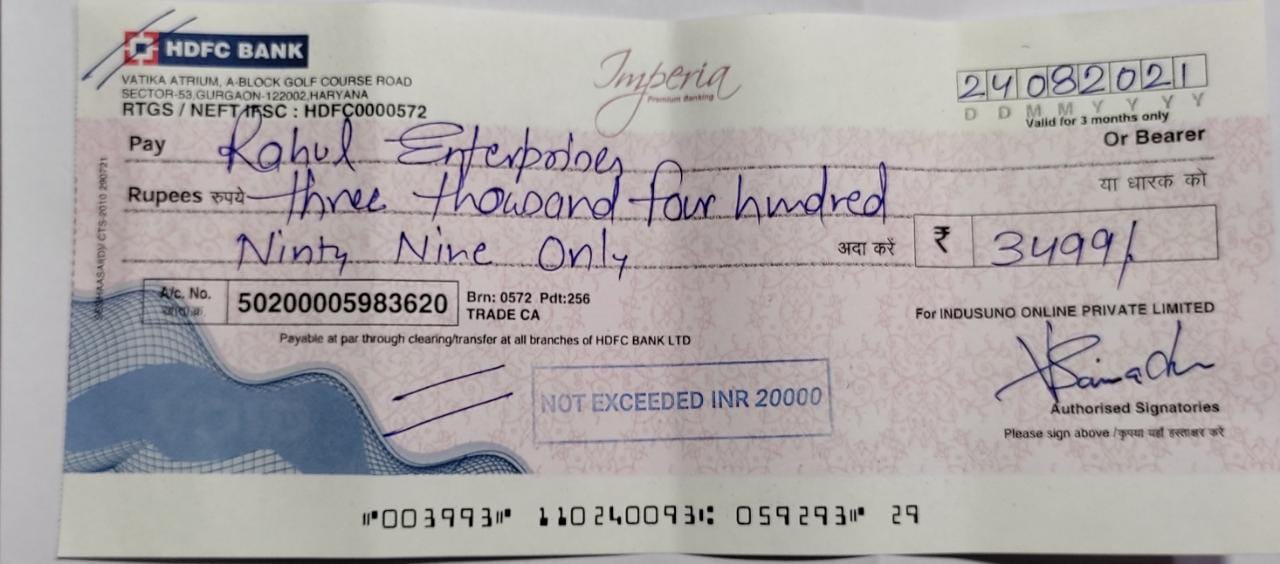 HDFC BANK
VATIKA ATRIUM, A-BLOCK GOLF COURSE ROAD
SECTOR-53,GURGAON-122002,HARYANA
RTGS / NEFT IFSC : HDFC0000572
Imperia
Premium Banking
24082021
D D M M Y Y Y Y
Valid for 3 months only
Pay Rahul Enterprises Or Bearer
Rupees रुपये three thousand four hundred या धारक को
Ninty Nine Only अदा करें ₹ 3499/
A/c. No. 50200005983620 Brn: 0572 Pdt:256
TRADE CA
For INDUSUNO ONLINE PRIVATE LIMITED
Payable at par through clearing/transfer at all branches of HDFC BANK LTD
NOT EXCEEDED INR 20000
Authorised Signatories
Please sign above /कृपया यहाँ हस्ताक्षर करें
⑈003993⑈ 110240093⑆ 059293⑈ 29
CTS-2010 290721